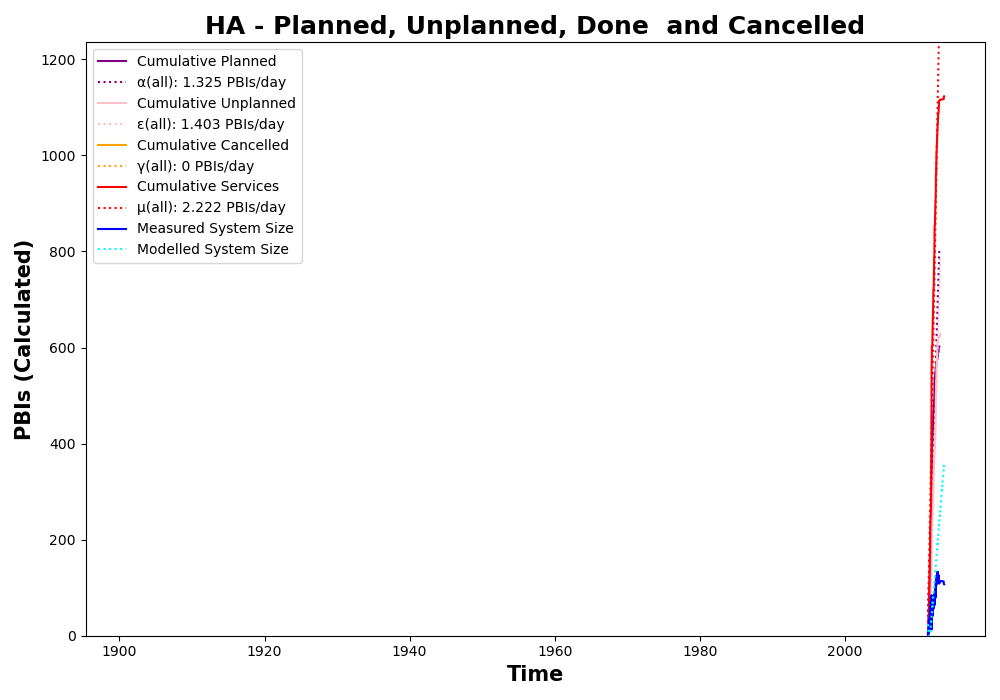 HA - Planned, Unplanned, Done  and Cancelled
PBIs (Calculated)
1200
1000
800
600
400
200
0
Cumulative Planned
α(all): 1.325 PBIs/day
Cumulative Unplanned
ε(all): 1.403 PBIs/day
Cumulative Cancelled
γ(all): 0 PBIs/day
Cumulative Services
μ(all): 2.222 PBIs/day
Measured System Size
Modelled System Size
1900 1920 1940 1960 1980 2000
Time